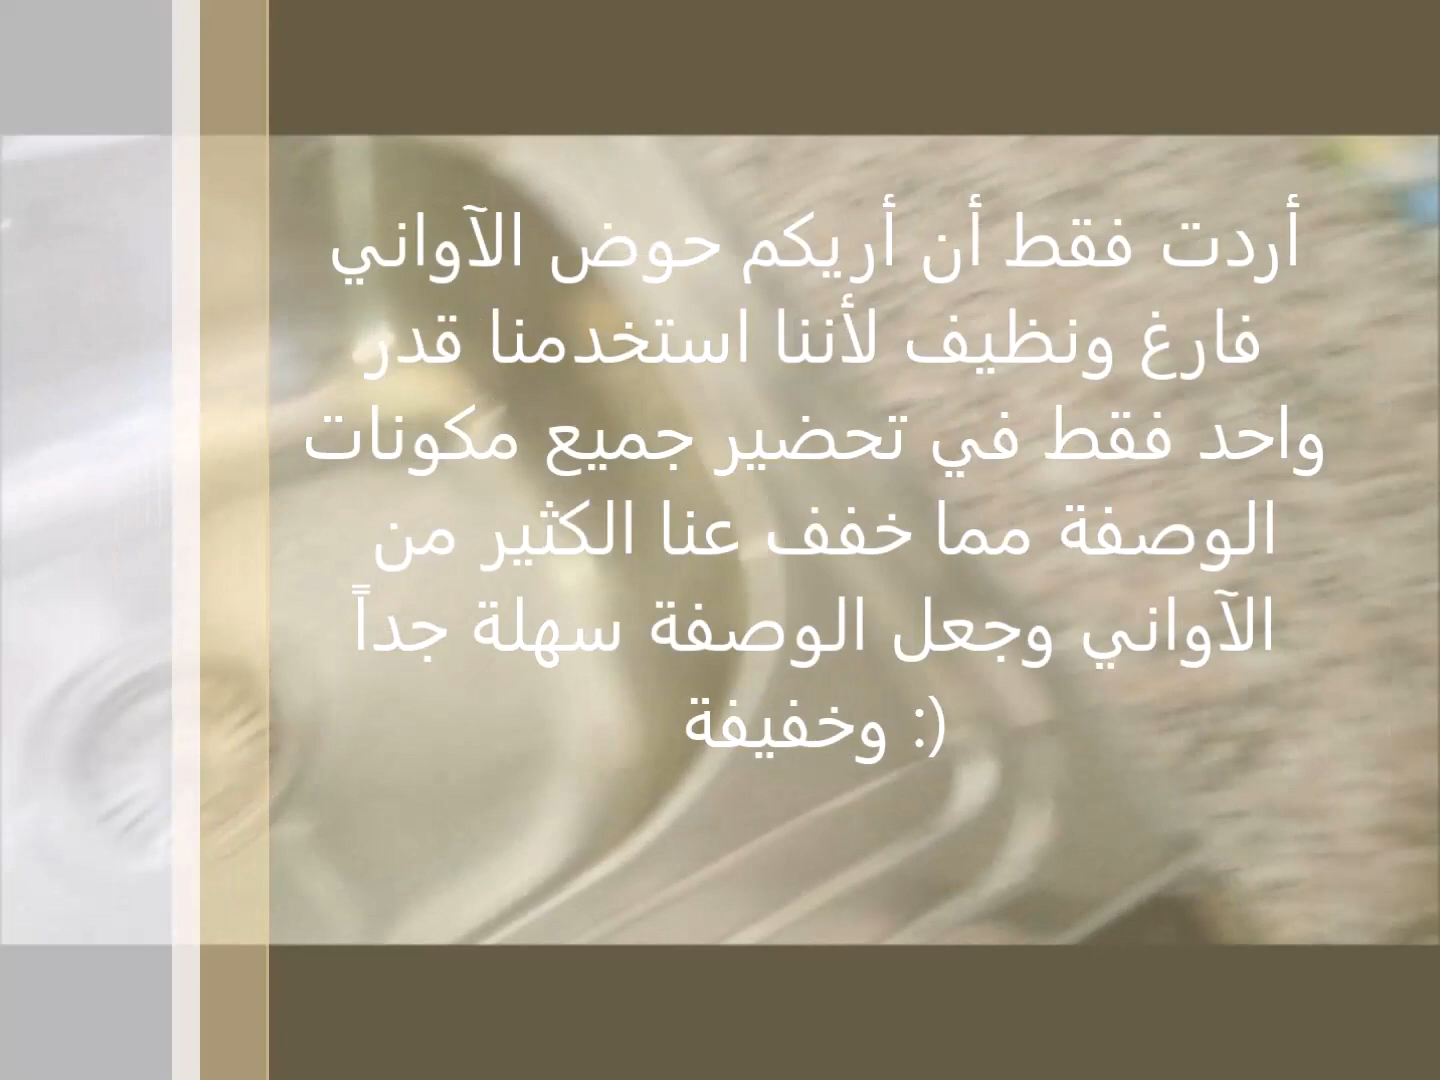 أردت فقط أن أريكم حوض الآواني
فارغ ونظيف لأننا استخدمنا قدر
واحد فقط في تحضير جميع مكونات
الوصفة مما خفف عنا الكثير من
الآواني وجعل الوصفة سهلة جداً
وخفيفة :)